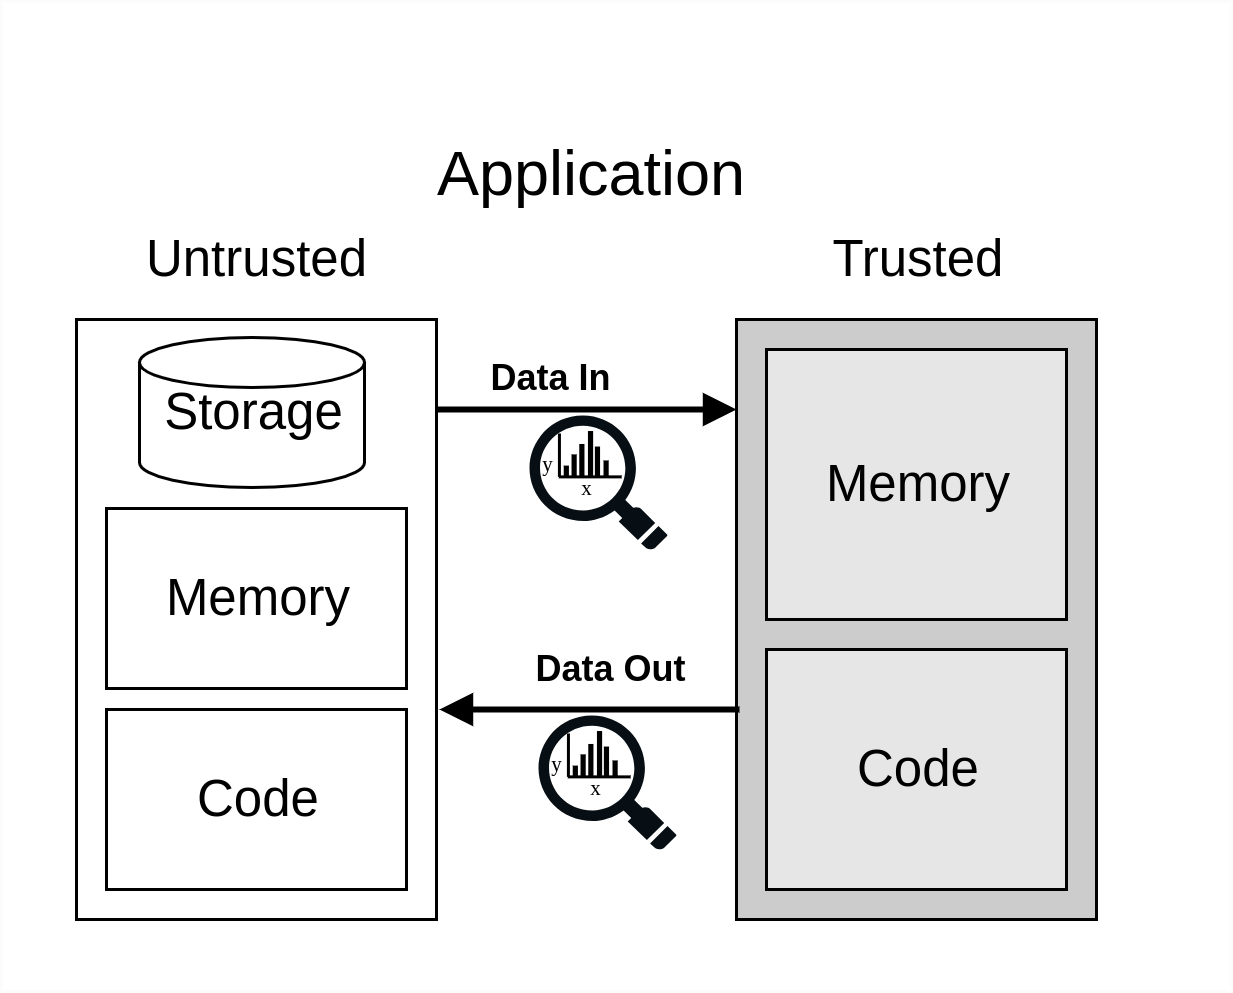 Application
Untrusted
Trusted
Storage
Memory
Code
Data In
y
x
Data Out
y
x
Memory
Code